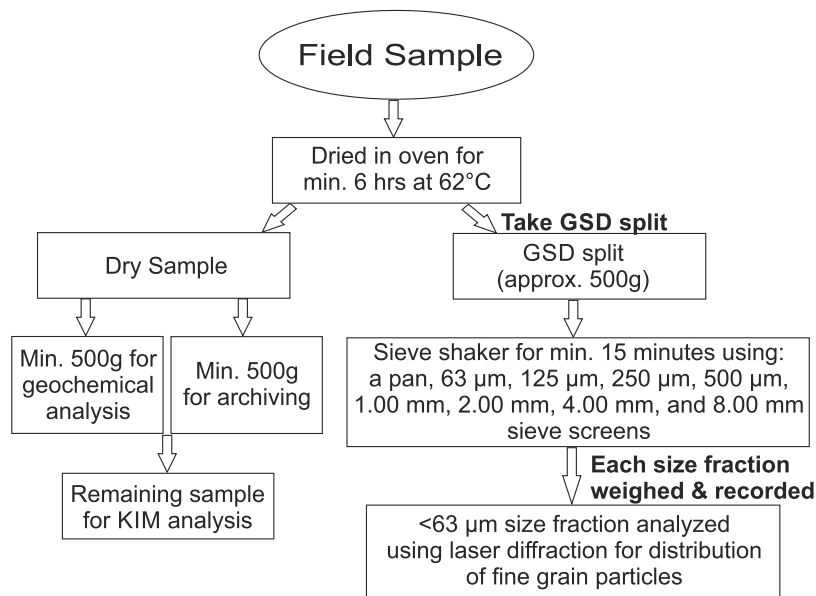 Field Sample
Dried in oven for
min. 6 hrs at 62°C
Take GSD split
Dry Sample
GSD split
(approx. 500g)
Min. 500g for
geochemical
analysis
Min. 500g
for archiving
Sieve shaker for min. 15 minutes using:
a pan, 63 µm, 125 µm, 250 µm, 500 µm,
1.00 mm, 2.00 mm, 4.00 mm, and 8.00 mm
sieve screens
Each size fraction
weighed & recorded
Remaining sample
for KIM analysis
<63 µm size fraction analyzed
using laser diffraction for distribution
of fine grain particles